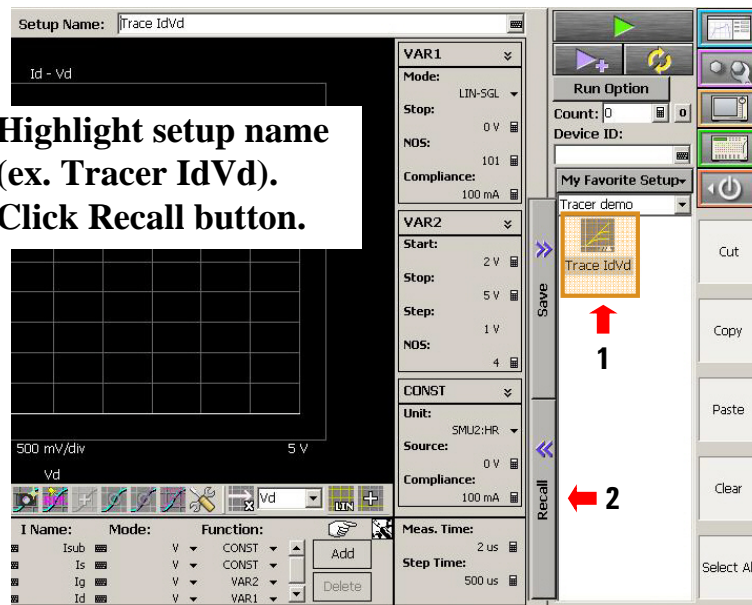 Setup Name: Trace IdVd
Id - Vd
Highlight setup name
(ex. Tracer IdVd).
Click Recall button.
500 mV/div 5 V
Vd
Vd
LIN
I Name: Mode: Function:
Isub V CONST
Is V CONST
Ig V VAR2
Id V VAR1
Add
Delete
VAR1
Mode:
LIN-SGL
Stop:
0 V
NOS:
101
Compliance:
100 mA
VAR2
Start:
2 V
Stop:
5 V
Step:
1 V
NOS:
4
CONST
Unit:
SMU2:HR
Source:
0 V
Compliance:
100 mA
Meas. Time:
2 us
Step Time:
500 us
Save
Recall
Run Option
Count: 0 0
Device ID:
My Favorite Setup
Tracer demo
Trace IdVd
1
2
Cut
Copy
Paste
Clear
Select Al